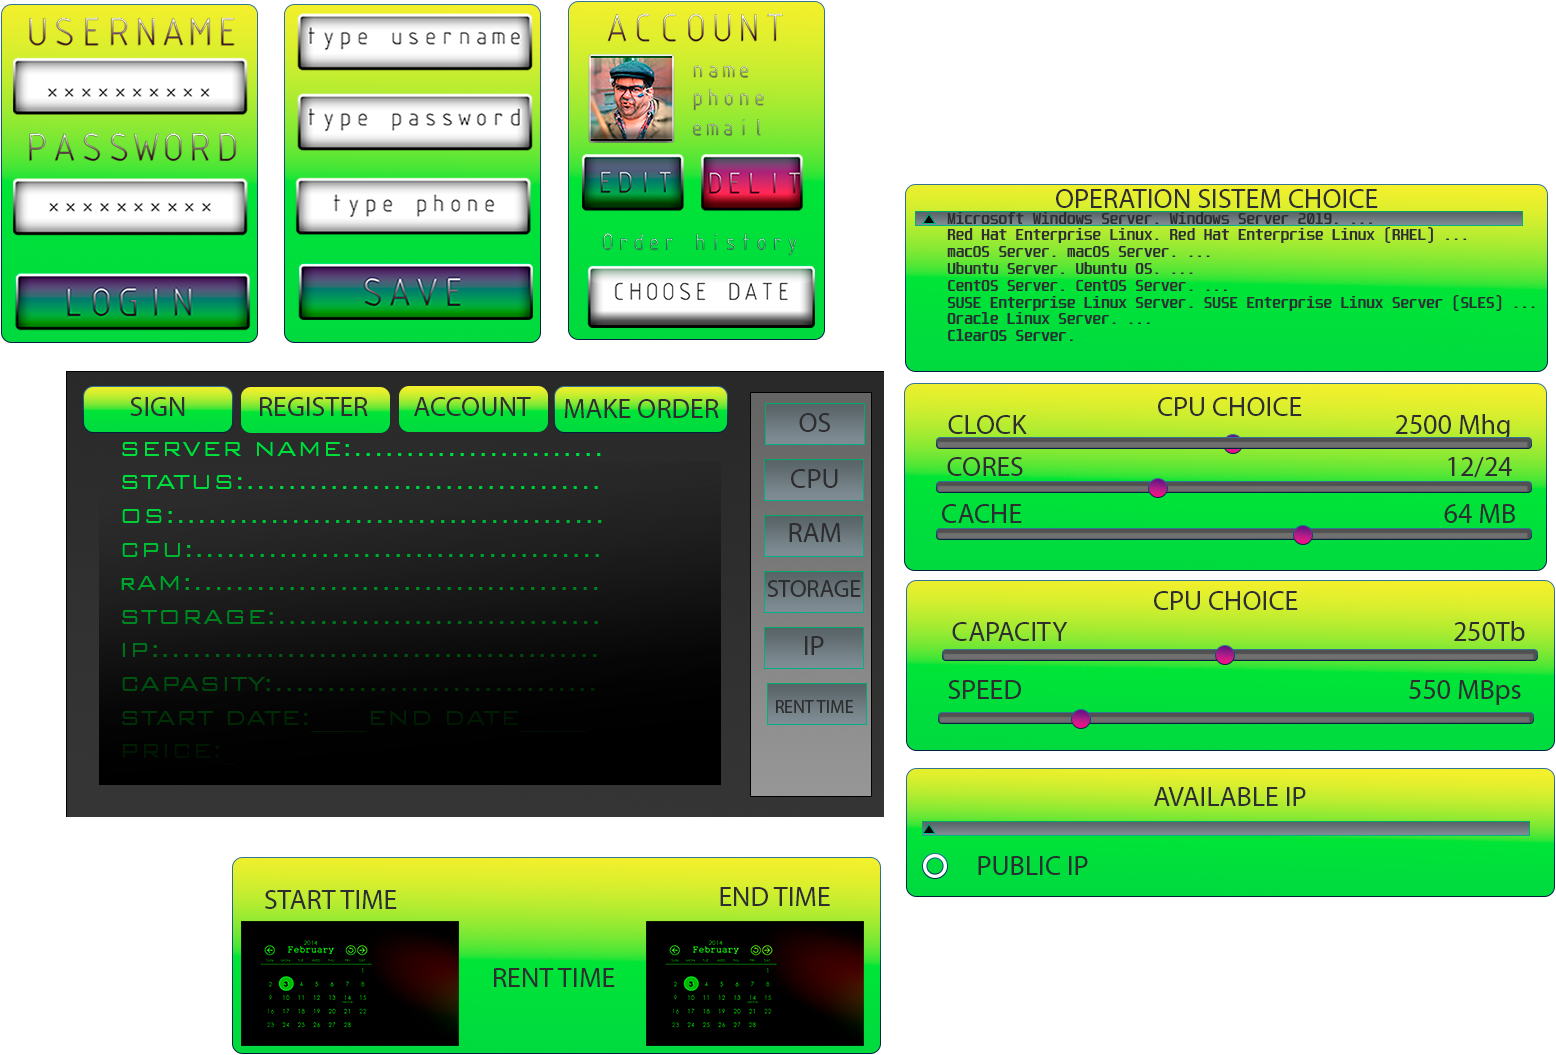 USERNAME
××××××××××
PASSWORD
××××××××××
LOGIN
type username
type password
type phone
SAVE
ACCOUNT
name
phone
email
EDIT
DELIT
Order history
CHOOSE DATE
OPERATION SISTEM CHOICE
Microsoft Windows Server. Windows Server 2019. ...
Red Hat Enterprise Linux. Red Hat Enterprise Linux (RHEL) ...
macOS Server. macOS Server. ...
Ubuntu Server. Ubuntu OS. ...
CentOS Server. CentOS Server. ...
SUSE Enterprise Linux Server. SUSE Enterprise Linux Server (SLES) ...
Oracle Linux Server. ...
ClearOS Server.
SIGN REGISTER ACCOUNT MAKE ORDER
SERVER NAME:........................
STATUS:..................................
OS:.........................................
CPU:.......................................
RAM:.......................................
STORAGE:...............................
IP:..........................................
CAPASITY:...............................
START DATE:____ END DATE_____
PRICE:_
OS
CPU
RAM
STORAGE
IP
RENT TIME
CPU CHOICE
CLOCK 2500 Mhg
CORES 12/24
CACHE 64 MB
CPU CHOICE
CAPACITY 250Tb
SPEED 550 MBps
AVAILABLE IP
PUBLIC IP
START TIME
2014
February
1
2 3 4 5 6 7 8
9 10 11 12 13 14 15
16 17 18 19 20 21 22
23 24 25 26 27 28
RENT TIME
END TIME
2014
February
1
2 3 4 5 6 7 8
9 10 11 12 13 14 15
16 17 18 19 20 21 22
23 24 25 26 27 28